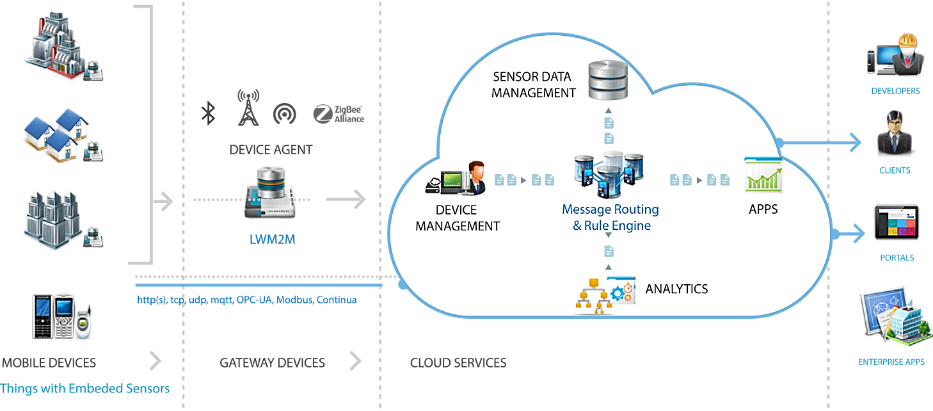 SENSOR DATA
MANAGEMENT
DEVELOPERS
ZigBee
Alliance
DEVICE AGENT
CLIENTS
DEVICE
MANAGEMENT
Message Routing
& Rule Engine
APPS
LWM2M
PORTALS
http(s), tcp, udp, mqtt, OPC-UA, Modbus, Continua
ANALYTICS
MOBILE DEVICES
GATEWAY DEVICES
CLOUD SERVICES
ENTERPRISE APPS
Things with Embeded Sensors